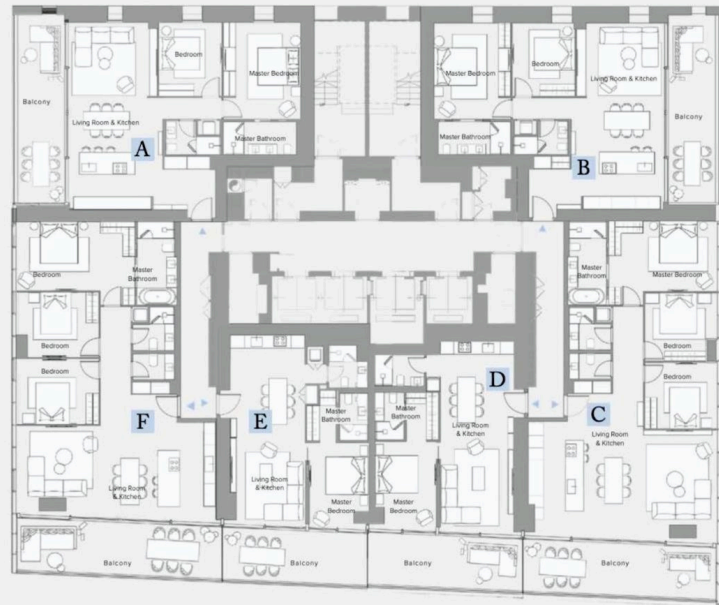 Bedroom
Master Bedroom
Balcony
Living Room & Kitchen
A
Master Bathroom
Master Bedroom
Bedroom
Living Room & Kitchen
Balcony
Master Bathroom
B
Bedroom
Master
Bathroom
Bedroom
Bedroom
F
Living Room
& Kitchen
Balcony
E
Master
Bathroom
Living Room
& Kitchen
Master
Bedroom
Balcony
D
Master
Bathroom
Living Room
& Kitchen
Master
Bedroom
Balcony
Master
Bathroom
Master Bedroom
Bedroom
Bedroom
C
Living Room
& Kitchen
Balcony